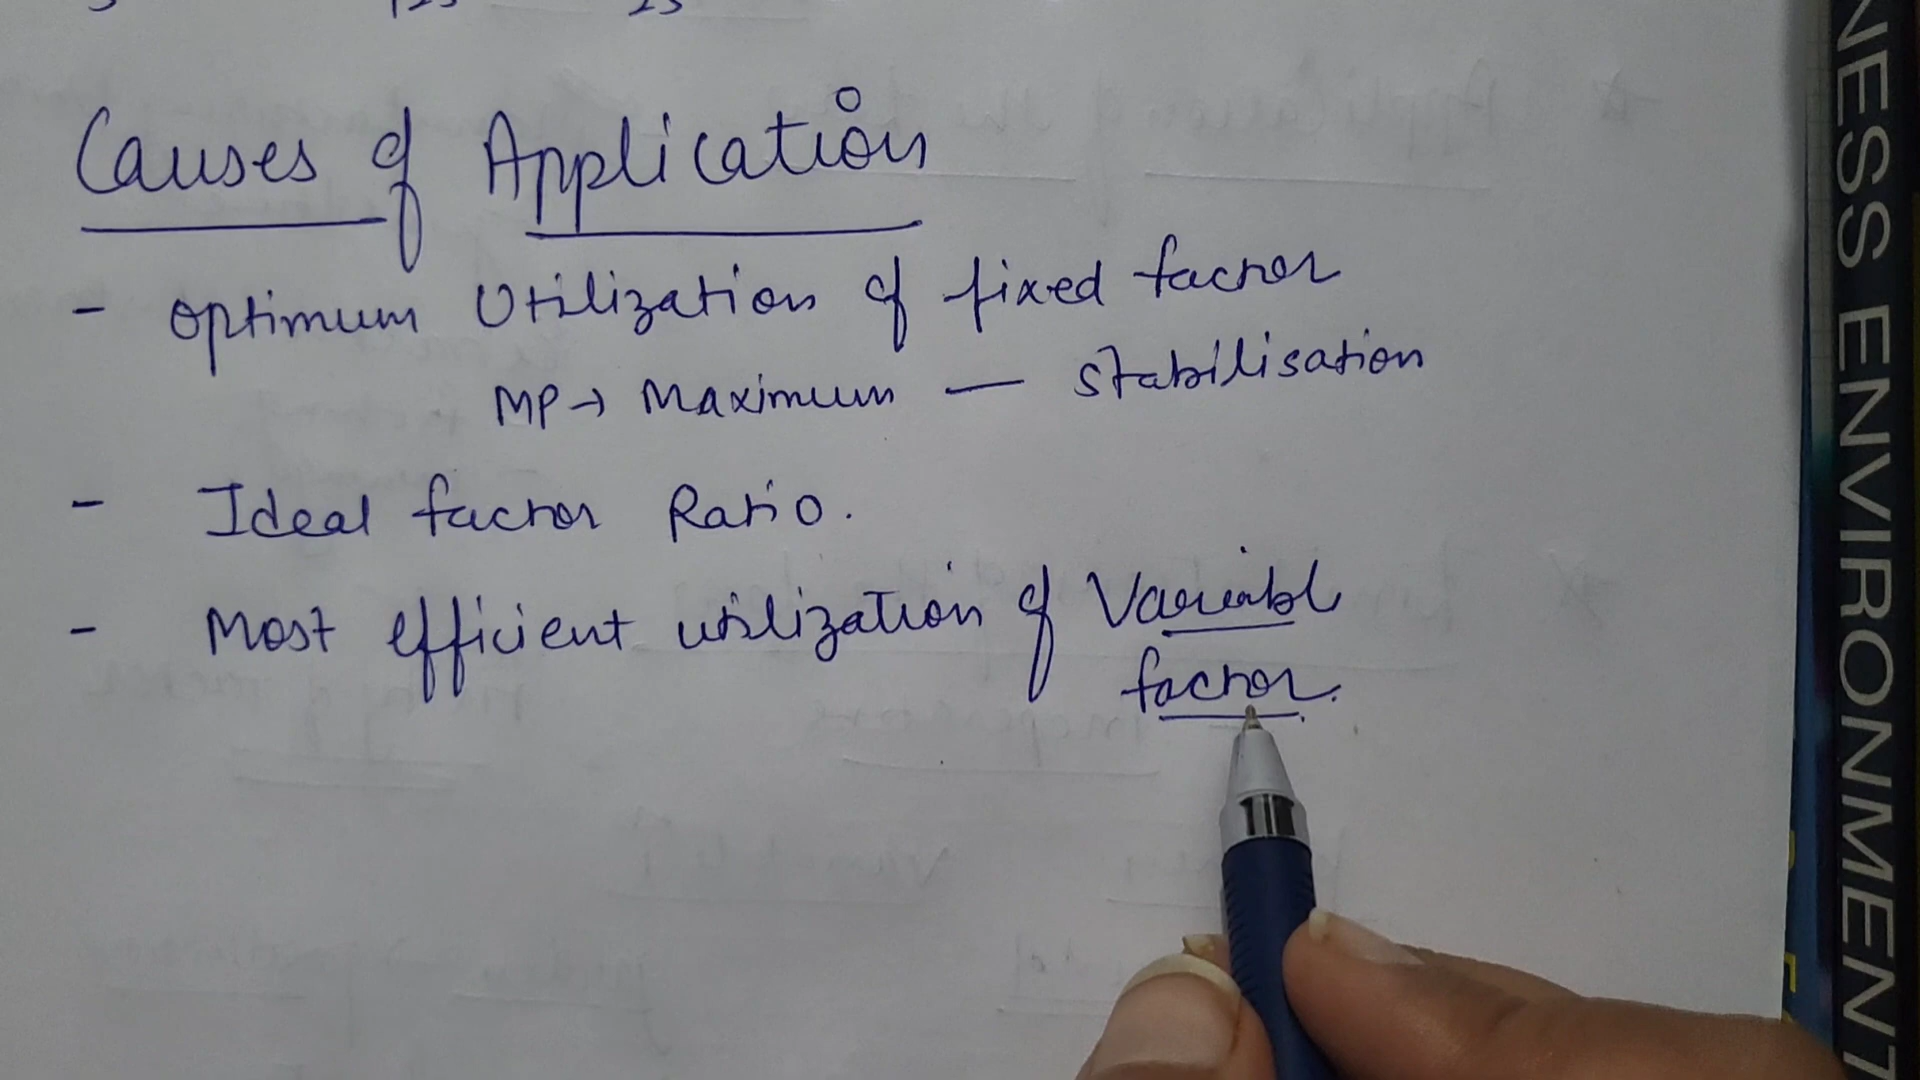 Causes of Application
- Optimum Utilization of fixed factor
MP → Maximum — Stabilisation
- Ideal factor Ratio.
- Most efficient utilization of Variabl
factor.
NESS ENVIRONMENT